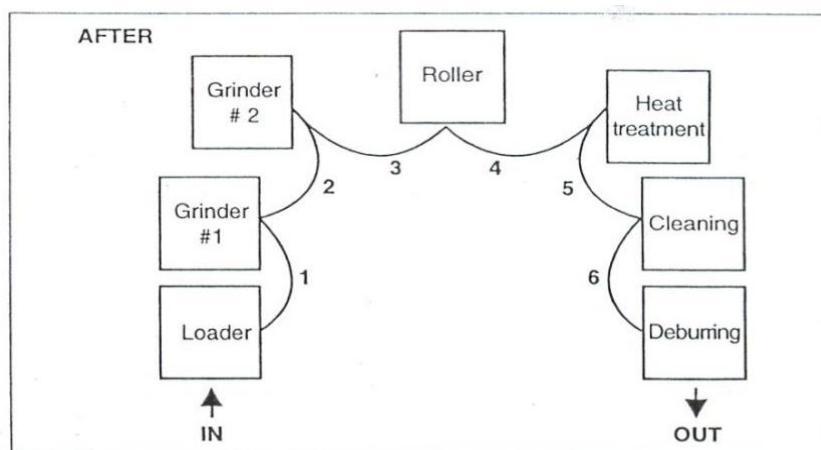 AFTER
Grinder
# 2
Roller
Heat
treatment
2
3
4
5
Grinder
#1
Cleaning
1
6
Loader
Deburring
IN
OUT